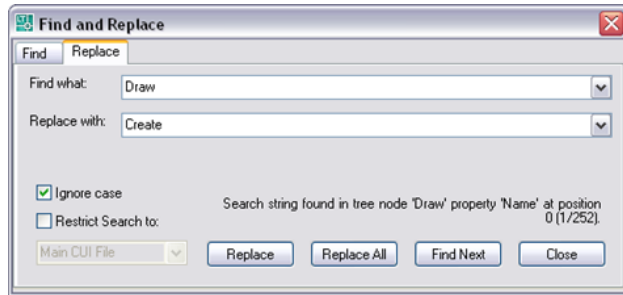 Find and Replace
Find Replace
Find what: Draw
Replace with: Create
Ignore case
Search string found in tree node 'Draw' property 'Name' at position
0 (1/252).
Restrict Search to:
Main CUI File Replace Replace All Find Next Close